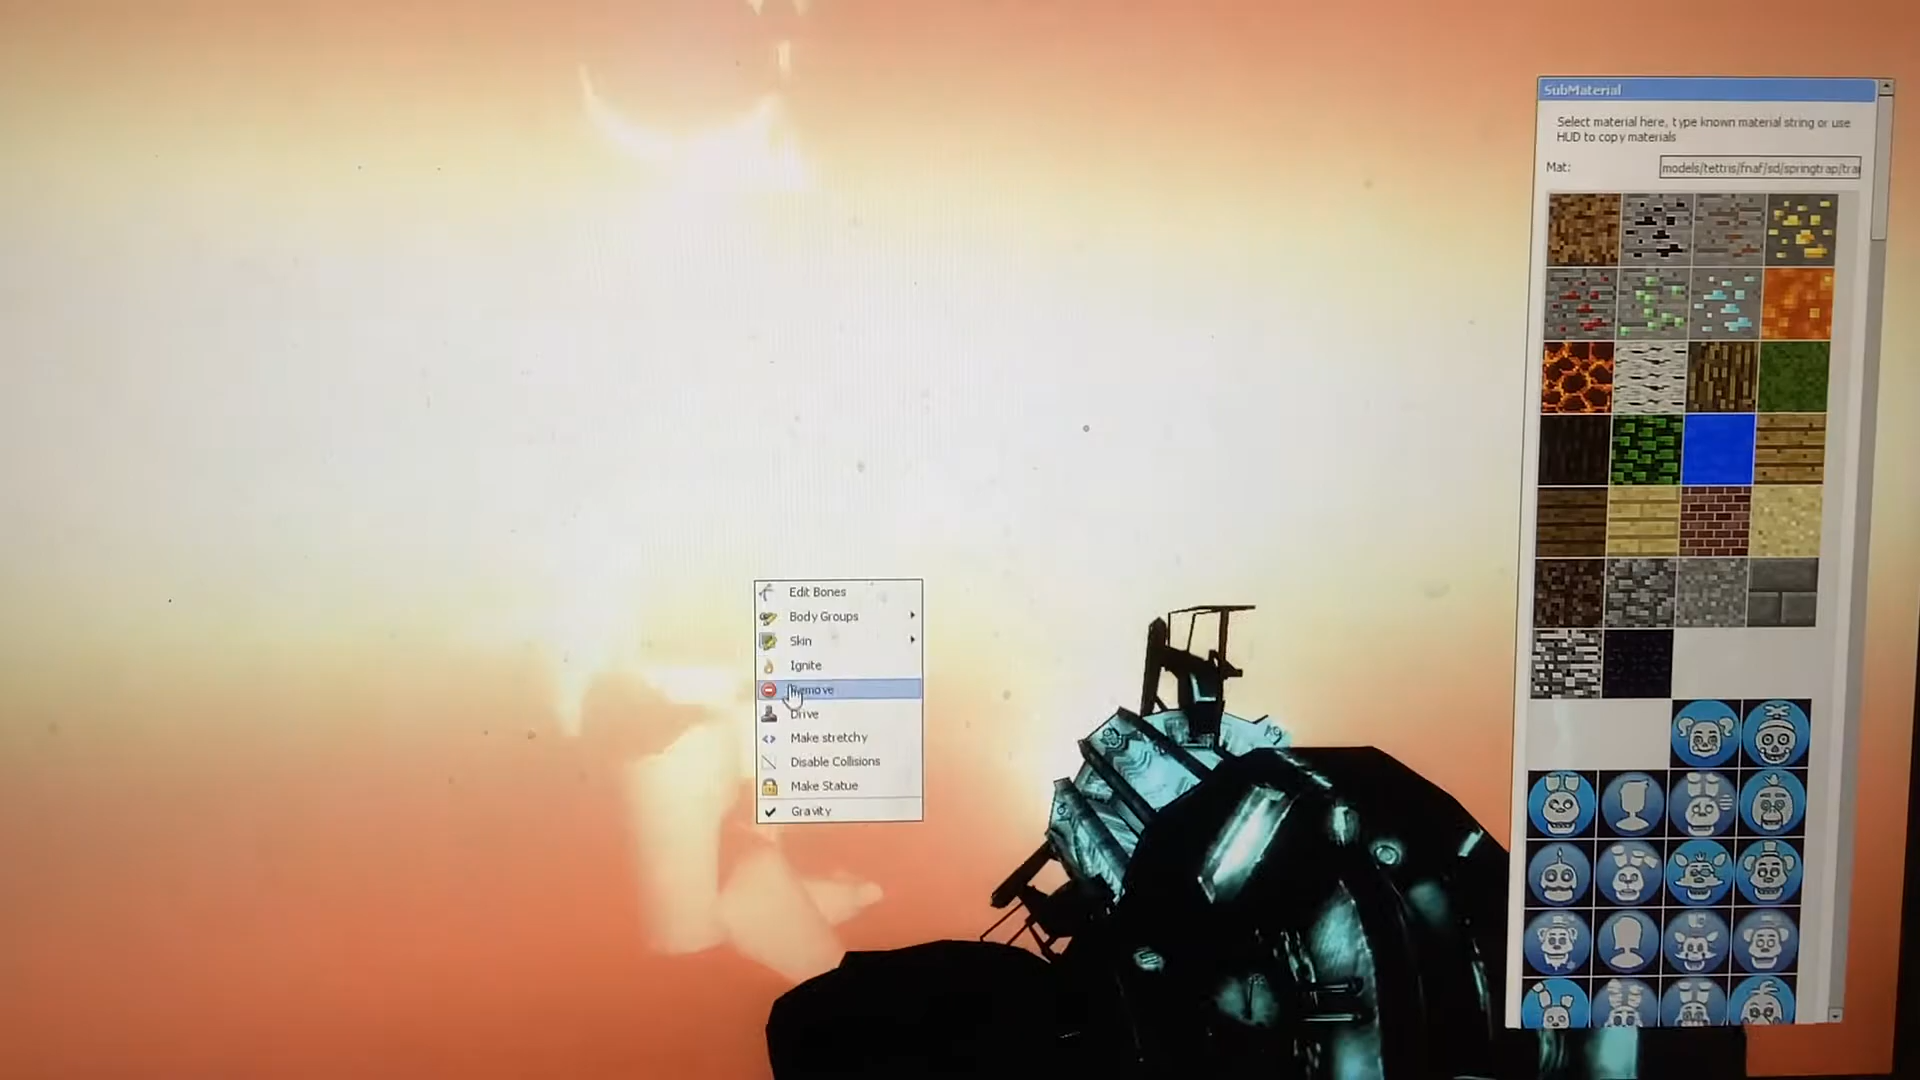 SubMaterial
Select material here, type known material string or use
HUD to copy materials
Mat: models/tettris/fnaf/sd/springtrap/tra
Edit Bones
Body Groups
Skin
Ignite
Remove
Drive
Make stretchy
Disable Collisions
Make Statue
Gravity